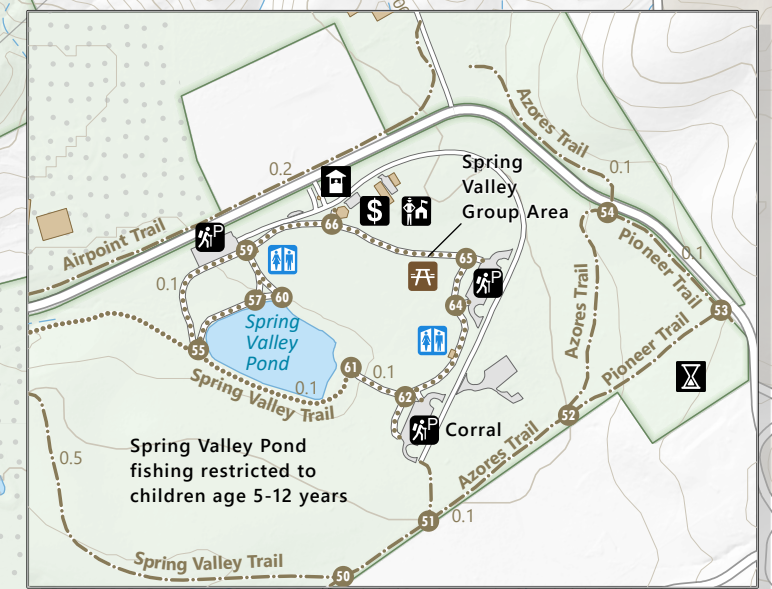 Azores Trail
0.1
0.2
Spring
Valley
Group Area
$
P
Airpoint Trail
54
Pioneer Trail
0.1
66
59
65
P
0.1
57
60
64
53
Spring
Valley
Pond
Azores Trail
Pioneer Trail
55
61
0.1
0.1
62
Spring Valley Trail
52
P
Corral
Azores Trail
0.5
Spring Valley Pond
fishing restricted to
children age 5-12 years
51
0.1
Spring Valley Trail
50